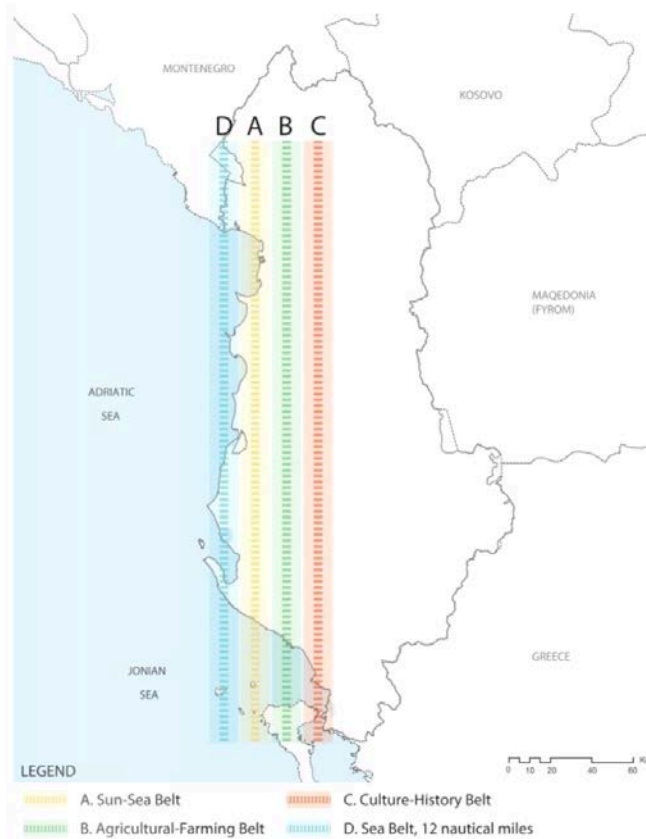 MONTENEGRO
KOSOVO
D A B C
MAQEDONIA
(FYROM)
ADRIATIC
SEA
GREECE
JONIAN
SEA
LEGEND
0 10 20 40 60
A. Sun-Sea Belt
C. Culture-History Belt
B. Agricultural-Farming Belt
D. Sea Belt, 12 nautical miles